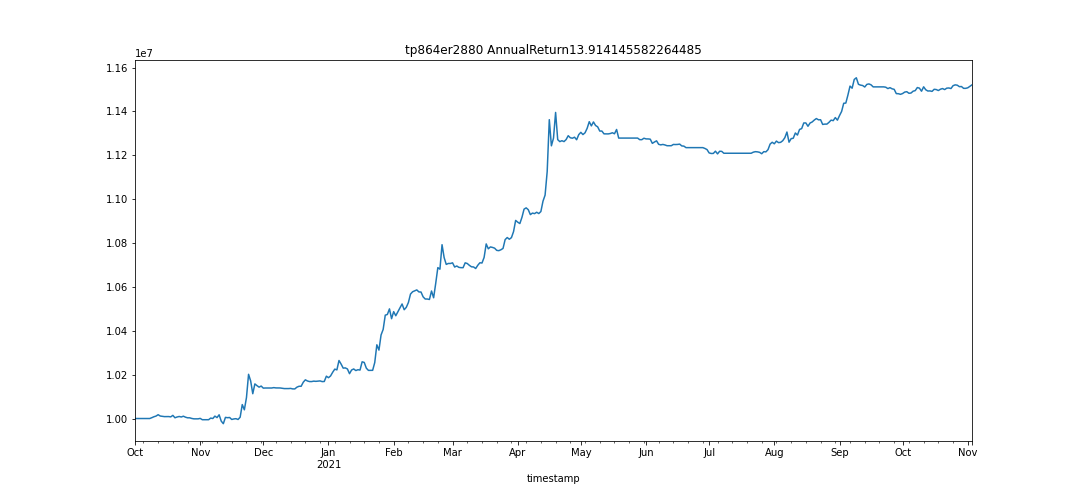 tp864er2880 AnnualReturn13.914145582264485
1e7
1.16
1.14
1.12
1.10
1.08
1.06
1.04
1.02
1.00
Oct Nov Dec Jan Feb Mar Apr May Jun Jul Aug Sep Oct Nov
2021
timestamp